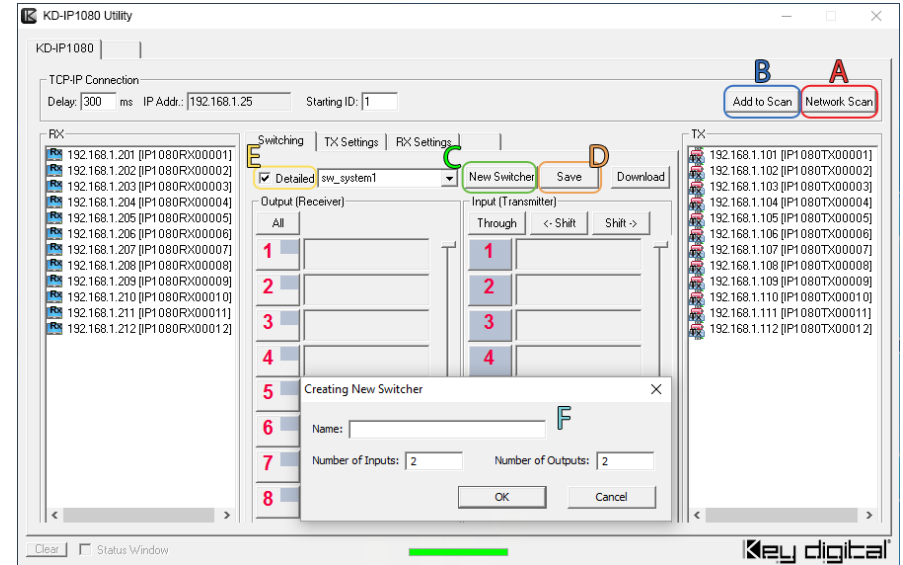 KD-IP1080 Utility
KD-IP1080
TCP-IP Connection
Delay: 300 ms IP Addr.: 192.168.1.25 Starting ID: 1
B
A
Add to Scan
Network Scan
RX
192.168.1.201 [IP1080RX00001]
192.168.1.202 [IP1080RX00002]
192.168.1.203 [IP1080RX00003]
192.168.1.204 [IP1080RX00004]
192.168.1.205 [IP1080RX00005]
192.168.1.206 [IP1080RX00006]
192.168.1.207 [IP1080RX00007]
192.168.1.208 [IP1080RX00008]
192.168.1.209 [IP1080RX00009]
192.168.1.210 [IP1080RX00010]
192.168.1.211 [IP1080RX00011]
192.168.1.212 [IP1080RX00012]
Switching TX Settings RX Settings
E
C
D
Detailed sw_system1 New Switcher Save Download
Output (Receiver)
All
1
2
3
4
5
6
7
8
Input (Transmitter)
Through <- Shift Shift ->
1
2
3
4
TX
192.168.1.101 [IP1080TX00001]
192.168.1.102 [IP1080TX00002]
192.168.1.103 [IP1080TX00003]
192.168.1.104 [IP1080TX00004]
192.168.1.105 [IP1080TX00005]
192.168.1.106 [IP1080TX00006]
192.168.1.107 [IP1080TX00007]
192.168.1.108 [IP1080TX00008]
192.168.1.109 [IP1080TX00009]
192.168.1.110 [IP1080TX00010]
192.168.1.111 [IP1080TX00011]
192.168.1.112 [IP1080TX00012]
Creating New Switcher
F
Name:
Number of Inputs: 2 Number of Outputs: 2
OK Cancel
Clear Status Window
Key digital